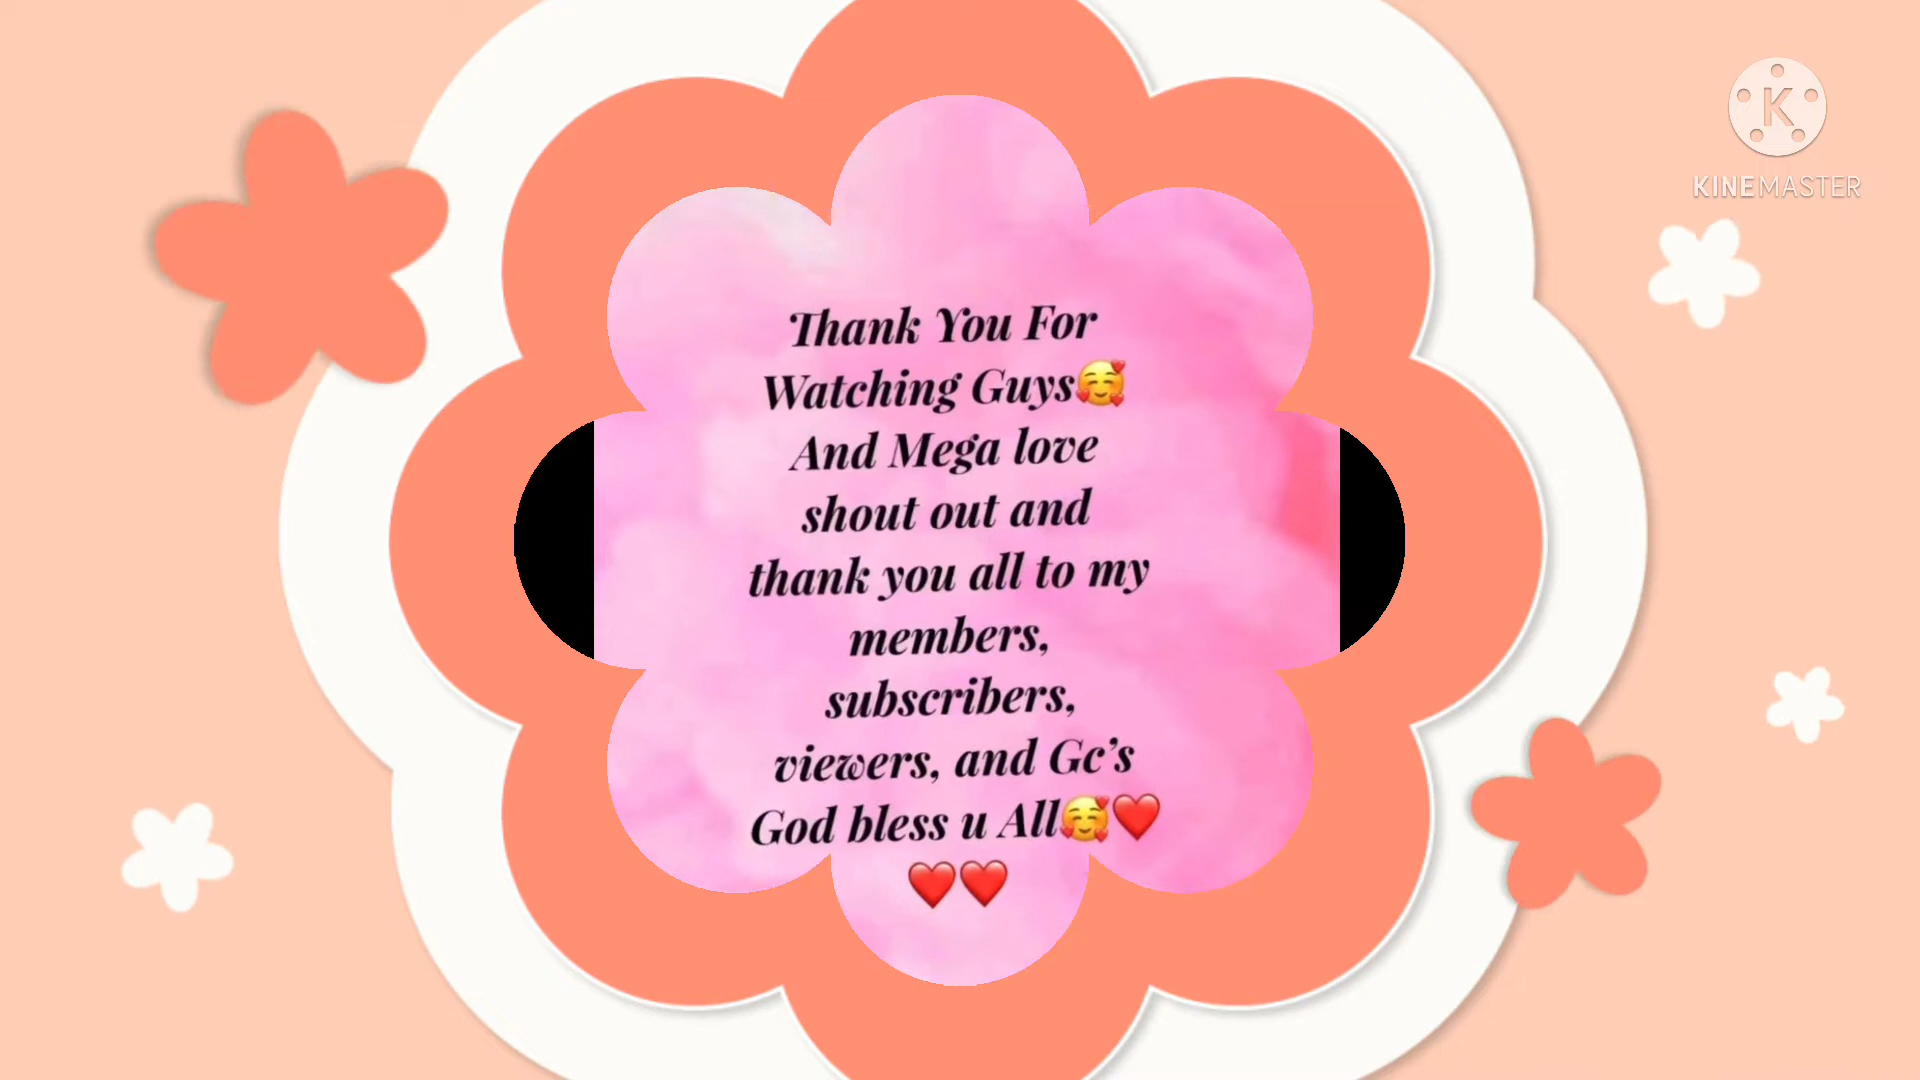 Thank You For
Watching Guys🥰
And Mega love
shout out and
thank you all to my
members,
subscribers,
viewers, and Gc’s
God bless u All🥰❤️
❤️❤️
K
KINEMASTER